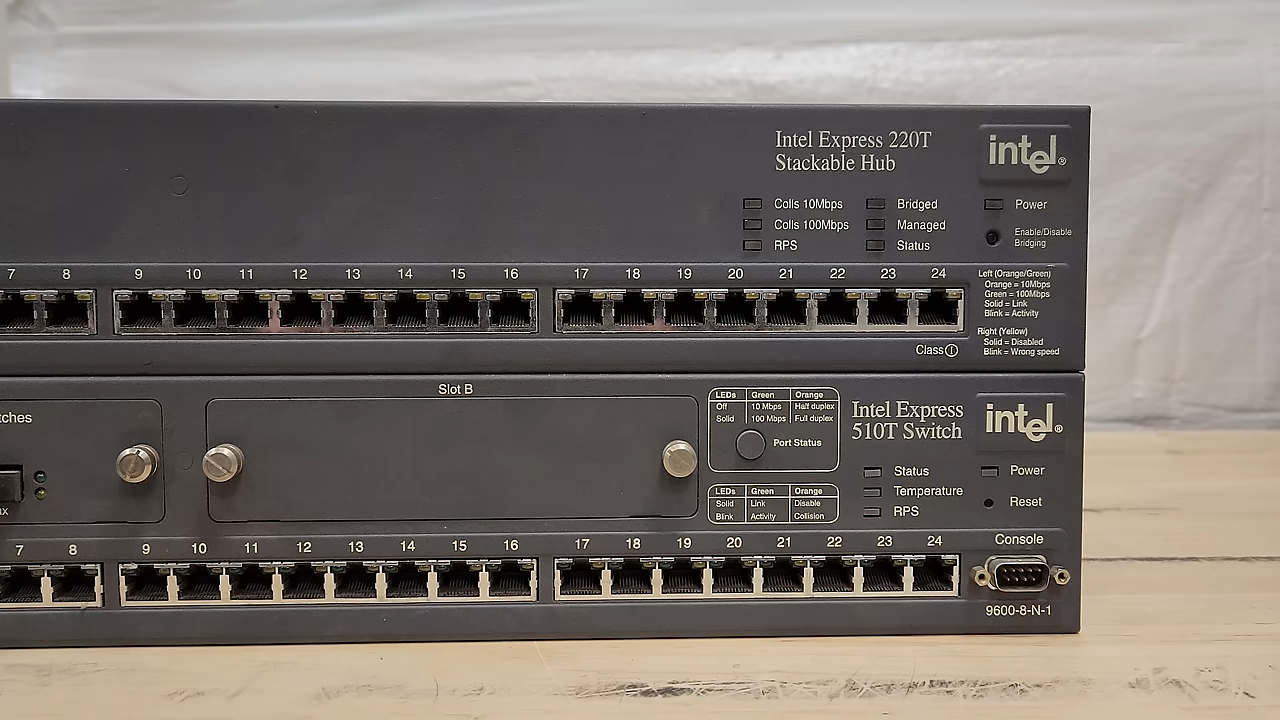 Intel Express 220T
Stackable Hub
intel®
Colls 10Mbps Bridged Power
Colls 100Mbps Managed
RPS Status
Enable/Disable
Bridging
7 8 9 10 11 12 13 14 15 16 17 18 19 20 21 22 23 24
Left (Orange/Green)
Orange = 10Mbps
Green = 100Mbps
Solid = Link
Blink = Activity
Right (Yellow)
Solid = Disabled
Blink = Wrong speed
Class I
Slot B
tches
LEDs Green Orange
Off 10 Mbps Half duplex
Solid 100 Mbps Full duplex
Port Status
Intel Express
510T Switch
intel®
LEDs Green Orange
Solid Link Disable
Blink Activity Collision
Status Power
Temperature Reset
RPS
ax
7 8 9 10 11 12 13 14 15 16 17 18 19 20 21 22 23 24
Console
9600-8-N-1